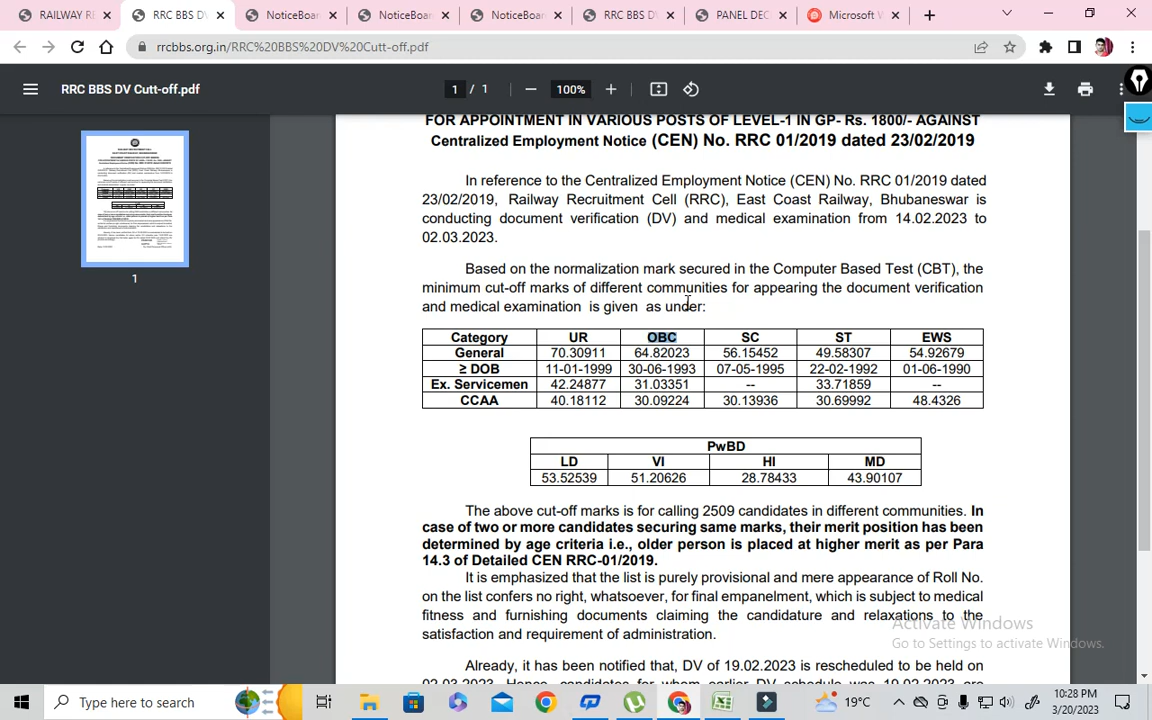 RAILWAY RE
RRC BBS DV
NoticeBoar
NoticeBoar
NoticeBoar
RRC BBS D
PANEL DEC
Microsoft W
rrcbbs.org.in/RRC%20BBS%20DV%20Cutt-off.pdf
RRC BBS DV Cutt-off.pdf
1 / 1
100%
1
FOR APPOINTMENT IN VARIOUS POSTS OF LEVEL-1 IN GP- Rs. 1800/- AGAINST
Centralized Employment Notice (CEN) No. RRC 01/2019 dated 23/02/2019
In reference to the Centralized Employment Notice (CEN) No. RRC 01/2019 dated
23/02/2019, Railway Recruitment Cell (RRC), East Coast Railway, Bhubaneswar is
conducting document verification (DV) and medical examination from 14.02.2023 to
02.03.2023.
Based on the normalization mark secured in the Computer Based Test (CBT), the
minimum cut-off marks of different communities for appearing the document verification
and medical examination is given as under:
Category UR OBC SC ST EWS
General 70.30911 64.82023 56.15452 49.58307 54.92679
≥ DOB 11-01-1999 30-06-1993 07-05-1995 22-02-1992 01-06-1990
Ex. Servicemen 42.24877 31.03351 -- 33.71859 --
CCAA 40.18112 30.09224 30.13936 30.69992 48.4326
PwBD
LD VI HI MD
53.52539 51.20626 28.78433 43.90107
The above cut-off marks is for calling 2509 candidates in different communities. In
case of two or more candidates securing same marks, their merit position has been
determined by age criteria i.e., older person is placed at higher merit as per Para
14.3 of Detailed CEN RRC-01/2019.
It is emphasized that the list is purely provisional and mere appearance of Roll No.
on the list confers no right, whatsoever, for final empanelment, which is subject to medical
fitness and furnishing documents claiming the candidature and relaxations to the
satisfaction and requirement of administration.
Already, it has been notified that, DV of 19.02.2023 is rescheduled to be held on
02.03.2023. Hence, candidates for whom earlier DV schedule was 19.02.2023 are
Activate Windows
Go to Settings to activate Windows.
Type here to search
19°C
10:28 PM
3/20/2023